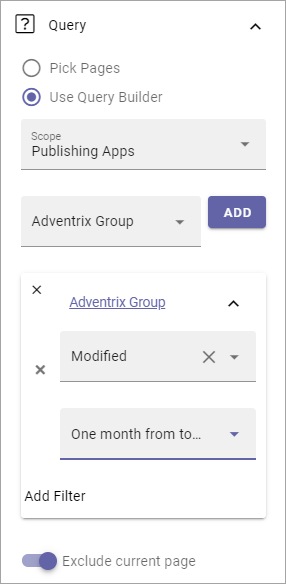 Query
Pick Pages
Use Query Builder
Scope
Publishing Apps
Adventrix Group
ADD
Adventrix Group
Modified
One month from to...
Add Filter
Exclude current page